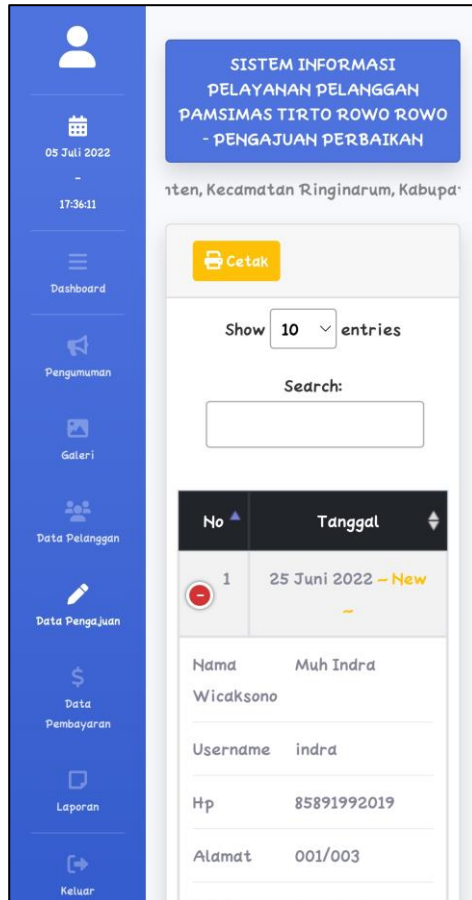 05 Juli 2022
-
17:36:11
Dashboard
Pengumuman
Galeri
Data Pelanggan
Data Pengajuan
Data
Pembayaran
Laporan
Keluar
SISTEM INFORMASI
PELAYANAN PELANGGAN
PAMSIMAS TIRTO ROWO ROWO
- PENGAJUAN PERBAIKAN
nten, Kecamatan Ringinarum, Kabupa
Cetak
Show 10 entries
Search:
No Tanggal
1 25 Juni 2022 ~ New
~
Nama Muh Indra
Wicaksono
Username indra
Hp 85891992019
Alamat 001/003